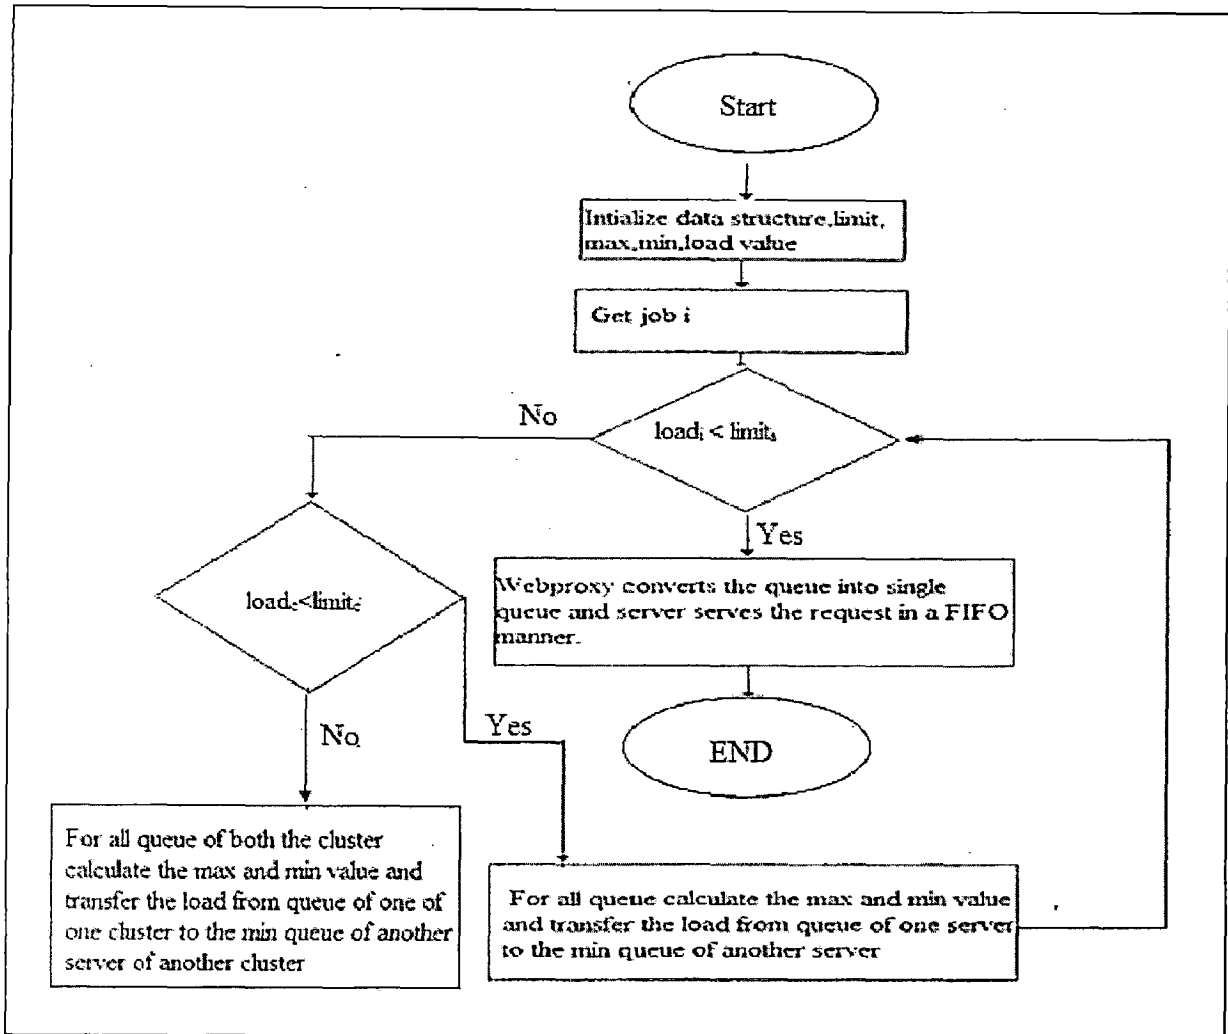 Start
Intialize data structure,limit,
max,min,load value
Get job i
No
loadᵢ < limitₛ
Yes
Webproxy converts the queue into single
queue and server serves the request in a FIFO
manner.
load꜀<limit꜀
No
Yes
END
For all queue of both the cluster
calculate the max and min value and
transfer the load from queue of one of
one cluster to the min queue of another
server of another cluster
For all queue calculate the max and min value
and transfer the load from queue of one server
to the min queue of another server